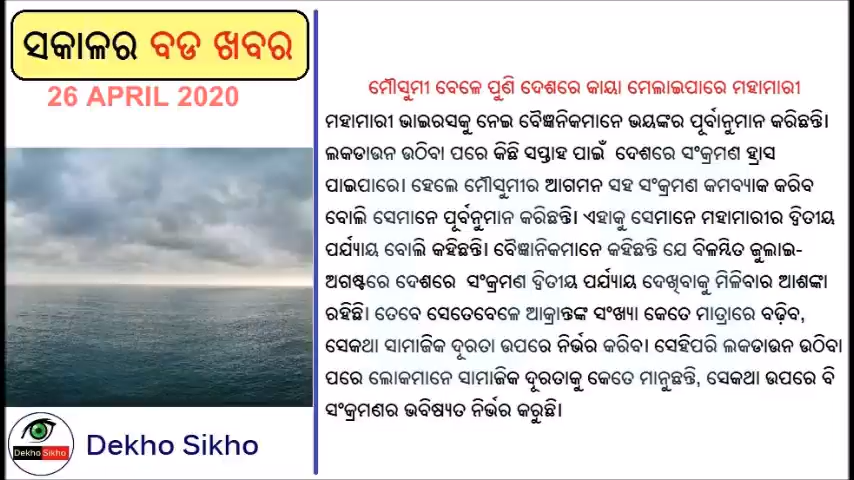 ସକାଳର ବଡ ଖବର
26 APRIL 2020
ମୌସୁମୀ ବେଳେ ପୁଣି ଦେଶରେ କାୟା ମେଲାଇପାରେ ମହାମାରୀ
ମହାମାରୀ ଭାଇରସକୁ ନେଇ ବୈଜ୍ଞନିକମାନେ ଭୟଙ୍କର ପୂର୍ବାନୁମାନ କରିଛନ୍ତି।
ଲକଡାଉନ ଉଠିବା ପରେ କିଛି ସପ୍ତାହ ପାଇଁ ଦେଶରେ ସଂକ୍ରମଣ ହ୍ରାସ
ପାଇପାରେ। ହେଲେ ମୌସୁମୀର ଆଗମନ ସହ ସଂକ୍ରମଣ କମବ୍ୟାକ କରିବ
ବୋଲି ସେମାନେ ପୂର୍ବନୁମାନ କରିଛନ୍ତି। ଏହାକୁ ସେମାନେ ମହାମାରୀର ଦ୍ୱିତୀୟ
ପର୍ଯ୍ୟାୟ ବୋଲି କହିଛନ୍ତି। ବୈଜ୍ଞାନିକମାନେ କହିଛନ୍ତି ଯେ ବିଳମ୍ବିତ ଜୁଲାଇ-
ଅଗଷ୍ଟରେ ଦେଶରେ ସଂକ୍ରମଣ ଦ୍ୱିତୀୟ ପର୍ଯ୍ୟାୟ ଦେଖିବାକୁ ମିଳିବାର ଆଶଙ୍କା
ରହିଛି। ତେବେ ସେତେବେଳେ ଆକ୍ରାନ୍ତଙ୍କ ସଂଖ୍ୟା କେତେ ମାତ୍ରାରେ ବଢ଼ିବ,
ସେକଥା ସାମାଜିକ ଦୂରତା ଉପରେ ନିର୍ଭର କରିବ। ସେହିପରି ଲକଡାଉନ ଉଠିବା
ପରେ ଲୋକମାନେ ସାମାଜିକ ଦୂରତାକୁ କେତେ ମାନୁଛନ୍ତି, ସେକଥା ଉପରେ ବି
ସଂକ୍ରମଣର ଭବିଷ୍ୟତ ନିର୍ଭର କରୁଛି।
Dekho Sikho
Dekho Sikho